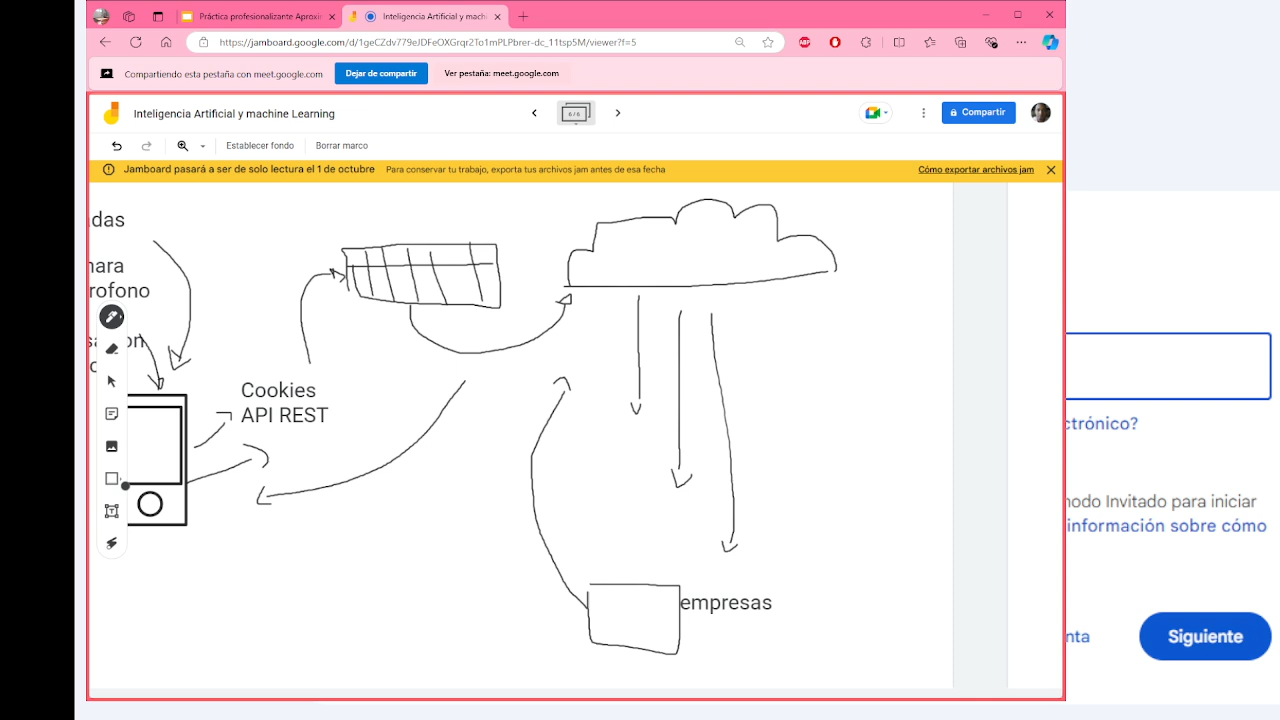 Práctica profesionalizante Aproxin
Inteligencia Artificial y machi
https://jamboard.google.com/d/1geCZdv779eJDFeOXGrqr2To1mPLPbrer-dc_11tsp5M/viewer?f=5
Compartiendo esta pestaña con meet.google.com
Dejar de compartir
Ver pestaña: meet.google.com
Inteligencia Artificial y machine Learning
6 / 6
Compartir
Establecer fondo
Borrar marco
Jamboard pasará a ser de solo lectura el 1 de octubre
Para conservar tu trabajo, exporta tus archivos jam antes de esa fecha
Cómo exportar archivos jam
adas
mara
rofono
Cookies
API REST
empresas
ctrónico?
modo Invitado para iniciar
información sobre cómo
nta
Siguiente